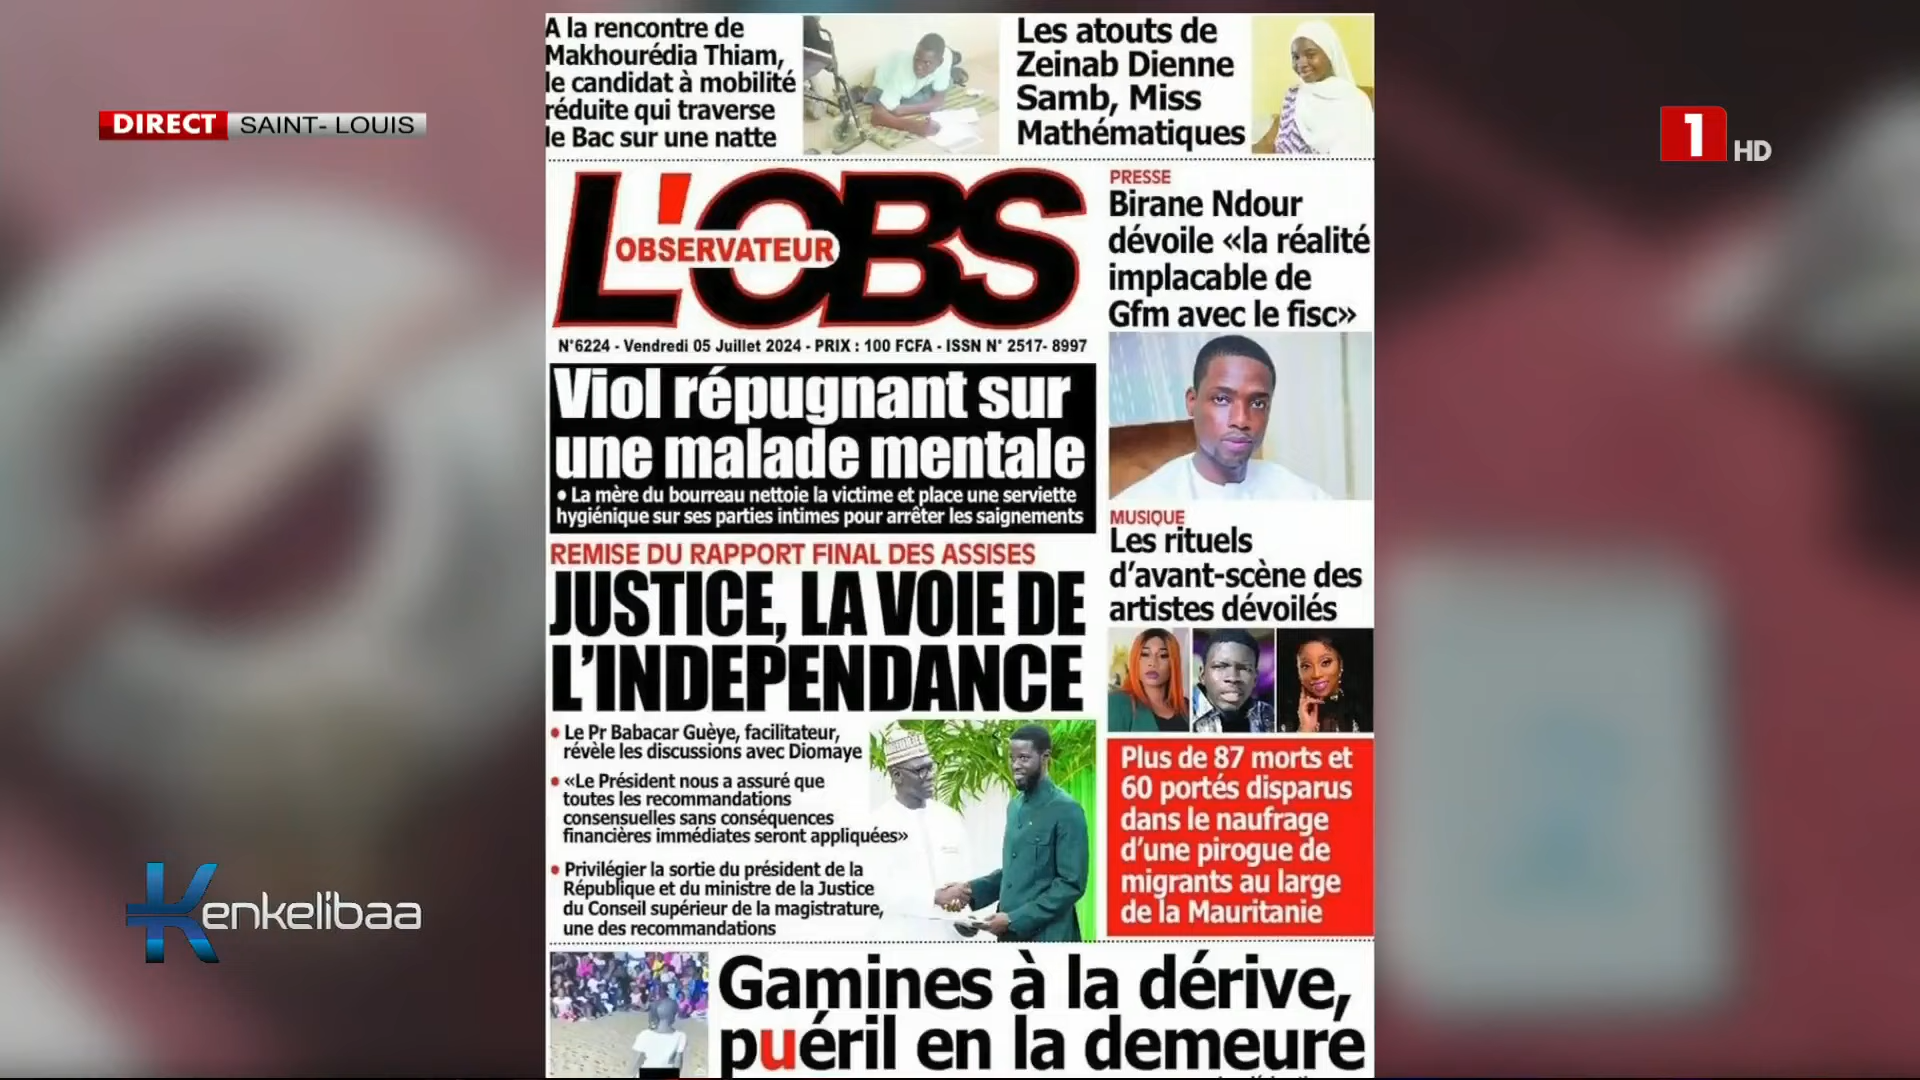 A la rencontre de
Makhourédia Thiam,
le candidat à mobilité
réduite qui traverse
le Bac sur une natte
Les atouts de
Zeinab Dienne
Samb, Miss
Mathématiques
DIRECT SAINT- LOUIS
1 HD
L'OBS
OBSERVATEUR
N°6224 - Vendredi 05 Juillet 2024 - PRIX : 100 FCFA - ISSN N° 2517- 8997
PRESSE
Birane Ndour
dévoile «la réalité
implacable de
Gfm avec le fisc»
Viol répugnant sur
une malade mentale
• La mère du bourreau nettoie la victime et place une serviette
hygiénique sur ses parties intimes pour arrêter les saignements
MUSIQUE
Les rituels
d'avant-scène des
artistes dévoilés
REMISE DU RAPPORT FINAL DES ASSISES
JUSTICE, LA VOIE DE
L'INDEPENDANCE
• Le Pr Babacar Guèye, facilitateur,
révèle les discussions avec Diomaye
• «Le Président nous a assuré que
toutes les recommandations
consensuelles sans conséquences
financières immédiates seront appliquées»
• Privilégier la sortie du président de la
République et du ministre de la Justice
du Conseil supérieur de la magistrature,
une des recommandations
Plus de 87 morts et
60 portés disparus
dans le naufrage
d'une pirogue de
migrants au large
de la Mauritanie
Kenkelibaa
Gamines à la dérive,
puéril en la demeure